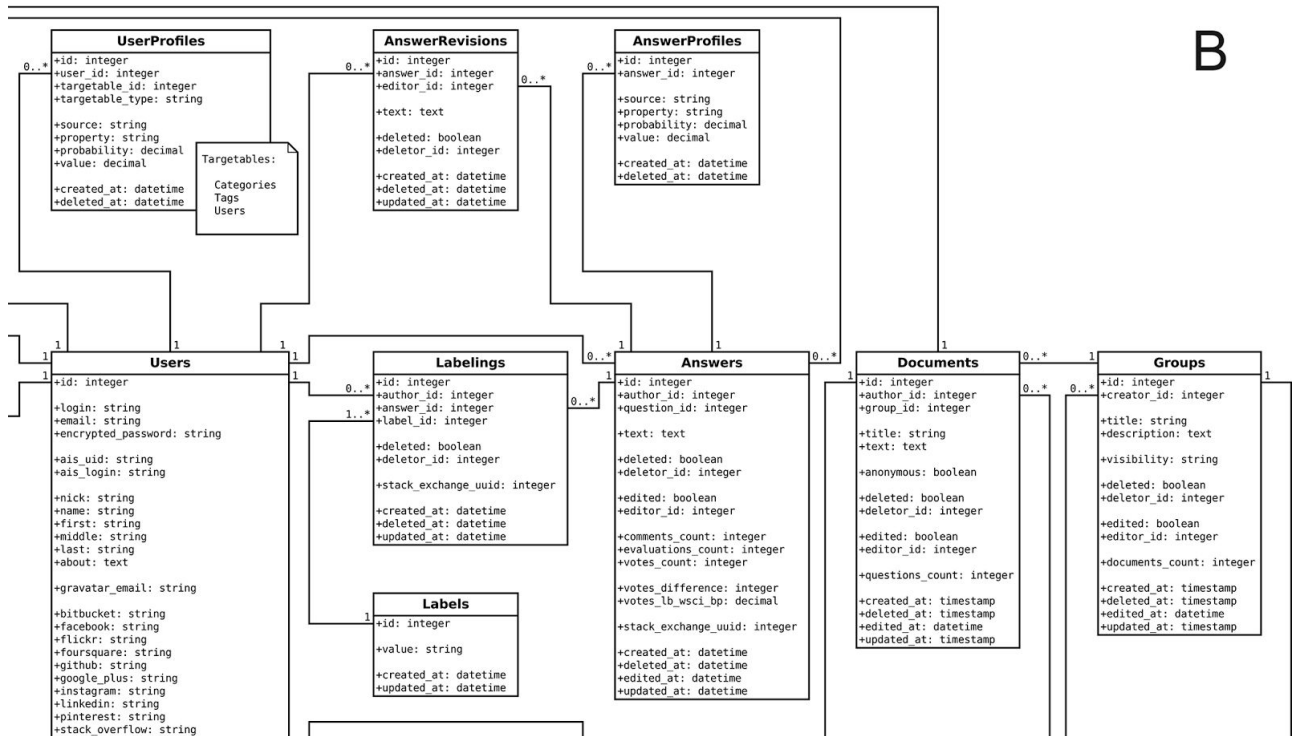 B
UserProfiles
+id: integer
+user_id: integer
+targetable_id: integer
+targetable_type: string
+source: string
+property: string
+probability: decimal
+value: decimal
+created_at: datetime
+deleted_at: datetime
0..*
Targetables:
Categories
Tags
Users
AnswerRevisions
+id: integer
+answer_id: integer
+editor_id: integer
+text: text
+deleted: boolean
+deletor_id: integer
+created_at: datetime
+deleted_at: datetime
+updated_at: datetime
0..*
0..*
AnswerProfiles
+id: integer
+answer_id: integer
+source: string
+property: string
+probability: decimal
+value: decimal
+created_at: datetime
+deleted_at: datetime
0..*
1
1
1
1
1
1
1
Users
+id: integer
+login: string
+email: string
+encrypted_password: string
+ais_uid: string
+ais_login: string
+nick: string
+name: string
+first: string
+middle: string
+last: string
+about: text
+gravatar_email: string
+bitbucket: string
+facebook: string
+flickr: string
+foursquare: string
+github: string
+google_plus: string
+instagram: string
+linkedin: string
+pinterest: string
+stack_overflow: string
0..*
1..*
0..*
Labelings
+id: integer
+author_id: integer
+answer_id: integer
+label_id: integer
+deleted: boolean
+deletor_id: integer
+stack_exchange_uuid: integer
+created_at: datetime
+deleted_at: datetime
+updated_at: datetime
1
Labels
+id: integer
+value: string
+created_at: datetime
+updated_at: datetime
1
1
0..*
1
0..*
Answers
+id: integer
+author_id: integer
+question_id: integer
+text: text
+deleted: boolean
+deletor_id: integer
+edited: boolean
+editor_id: integer
+comments_count: integer
+evaluations_count: integer
+votes_count: integer
+votes_difference: integer
+votes_lb_wsci_bp: decimal
+stack_exchange_uuid: integer
+created_at: datetime
+deleted_at: datetime
+edited_at: datetime
+updated_at: datetime
1
1
0..*
0..*
Documents
+id: integer
+author_id: integer
+group_id: integer
+title: string
+text: text
+anonymous: boolean
+deleted: boolean
+deletor_id: integer
+edited: boolean
+editor_id: integer
+questions_count: integer
+created_at: timestamp
+deleted_at: timestamp
+edited_at: datetime
+updated_at: timestamp
1
0..*
1
Groups
+id: integer
+creator_id: integer
+title: string
+description: text
+visibility: string
+deleted: boolean
+deletor_id: integer
+edited: boolean
+editor_id: integer
+documents_count: integer
+created_at: timestamp
+deleted_at: timestamp
+edited_at: datetime
+updated_at: timestamp